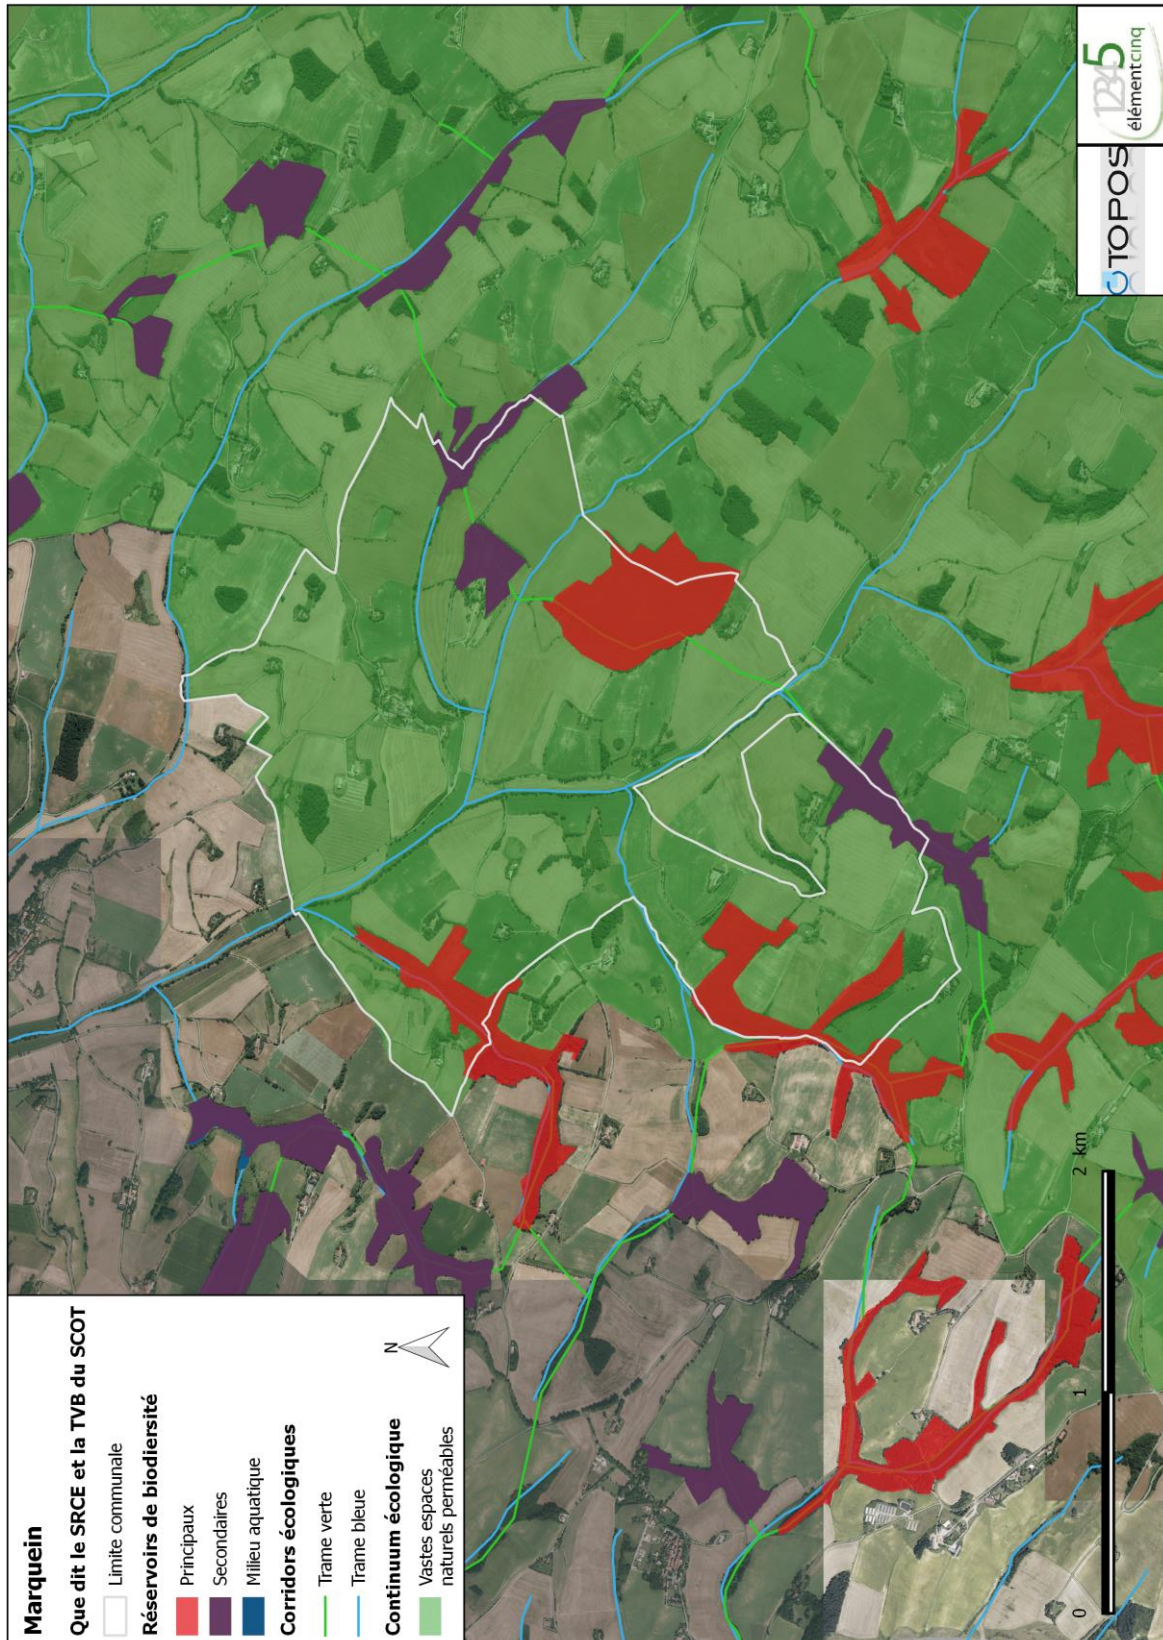 Marquein
Que dit le SRCE et la TVB du SCOT
Limite communale
Réservoirs de biodiersité
Principaux
Secondaires
Milieu aquatique
Corridors écologiques
Trame verte
Trame bleue
Continuum écologique
Vastes espaces
naturels perméables
N
0 1 2 km
TOPOS
12345
élémentcinq